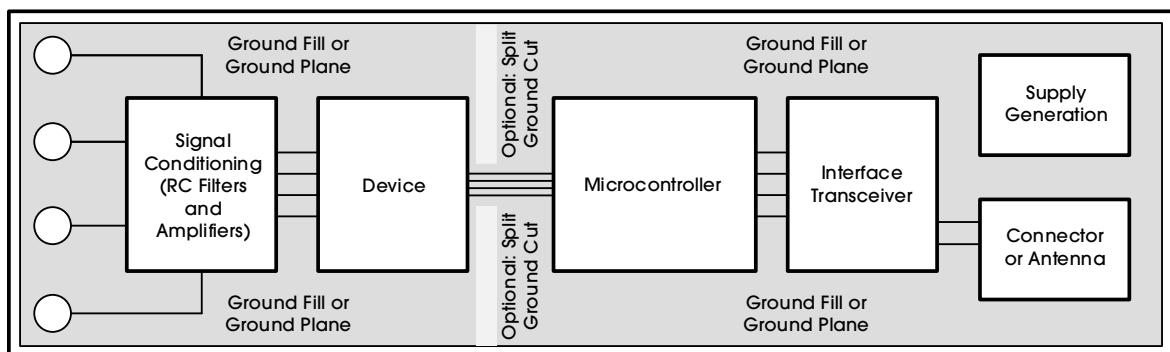 Ground Fill or
Ground Plane
Optional: Split
Ground Cut
Ground Fill or
Ground Plane
Supply
Generation
Signal
Conditioning
(RC Filters
and
Amplifiers)
Device
Microcontroller
Interface
Transceiver
Connector
or Antenna
Ground Fill or
Ground Plane
Optional: Split
Ground Cut
Ground Fill or
Ground Plane